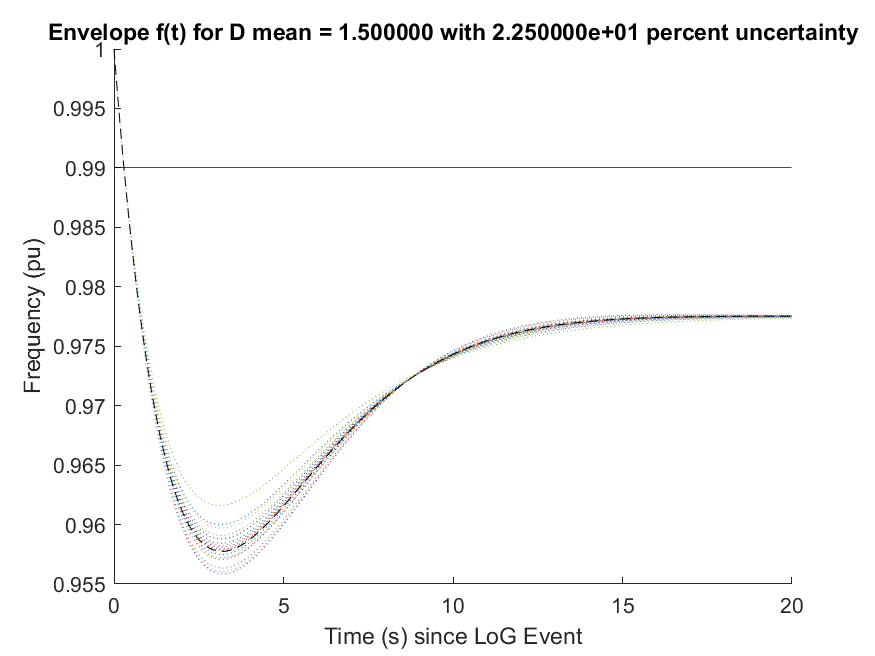 Envelope f(t) for D mean = 1.500000 with 2.250000e+01 percent uncertainty
1
0.995
0.99
0.985
0.98
0.975
0.97
0.965
0.96
0.955
Frequency (pu)
0 5 10 15 20
Time (s) since LoG Event